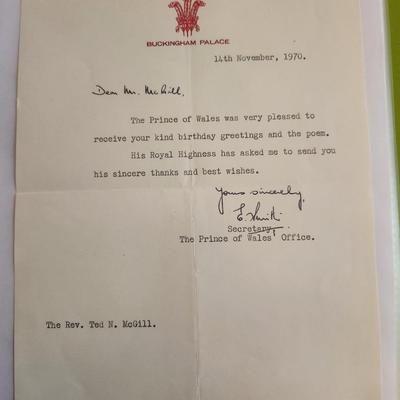 BUCKINGHAM PALACE
14th November, 1970.
Dear Mr. McGill,
The Prince of Wales was very pleased to
receive your kind birthday greetings and the poem.
His Royal Highness has asked me to send you
his sincere thanks and best wishes.
Yours sincerely,
Secretary,
The Prince of Wales' Office.
The Rev. Ted N. McGill.